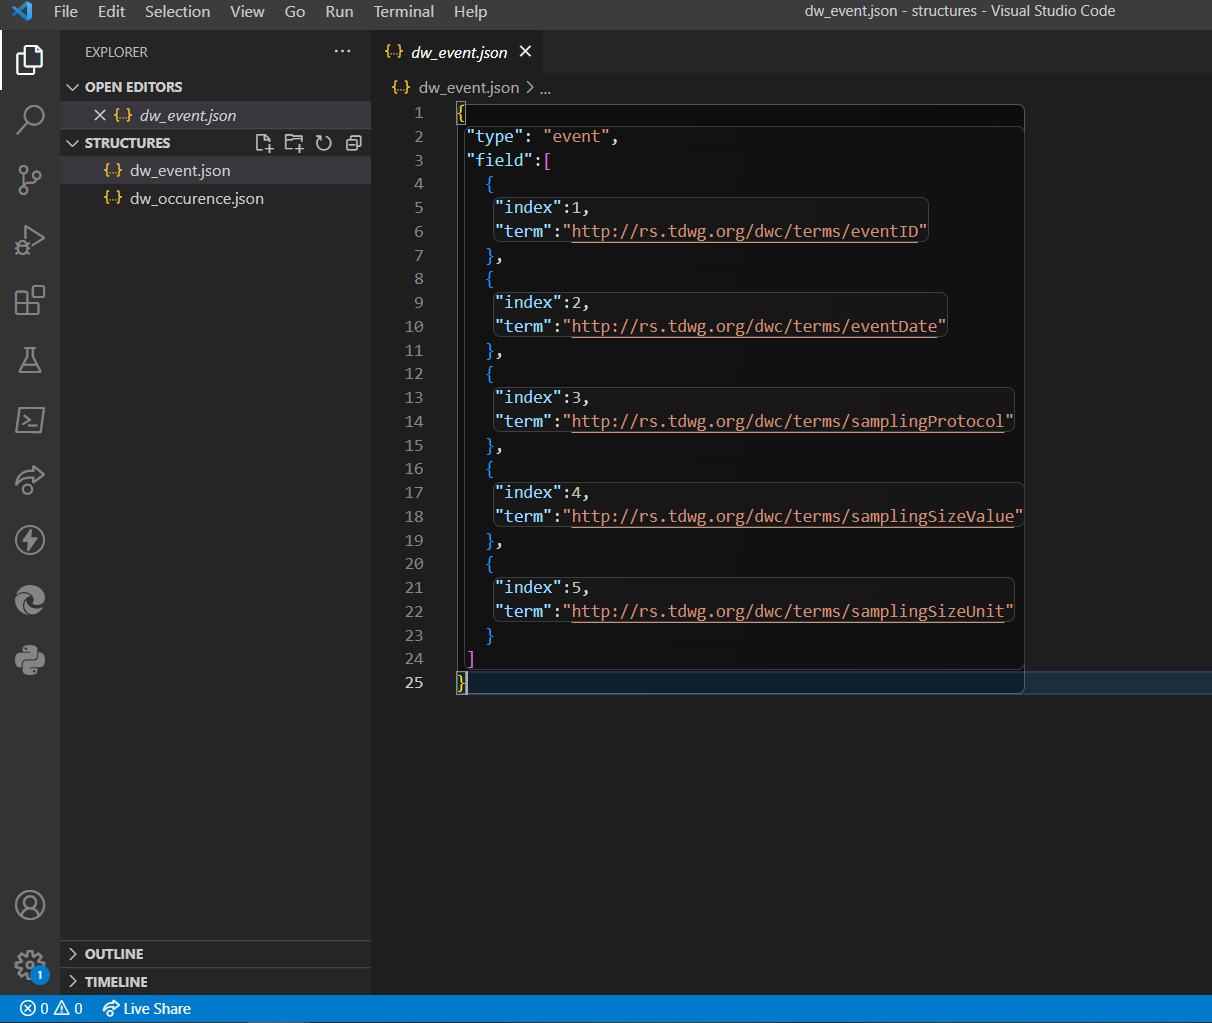 File Edit Selection View Go Run Terminal Help dw_event.json - structures - Visual Studio Code
EXPLORER ...
OPEN EDITORS
dw_event.json
STRUCTURES
dw_event.json
dw_occurence.json
OUTLINE
TIMELINE
1
dw_event.json
dw_event.json > ...
1 {
2 "type": "event",
3 "field":[
4 {
5 "index":1,
6 "term":"http://rs.tdwg.org/dwc/terms/eventID"
7 },
8 {
9 "index":2,
10 "term":"http://rs.tdwg.org/dwc/terms/eventDate"
11 },
12 {
13 "index":3,
14 "term":"http://rs.tdwg.org/dwc/terms/samplingProtocol"
15 },
16 {
17 "index":4,
18 "term":"http://rs.tdwg.org/dwc/terms/samplingSizeValue"
19 },
20 {
21 "index":5,
22 "term":"http://rs.tdwg.org/dwc/terms/samplingSizeUnit"
23 }
24 ]
25 }
0 0 Live Share